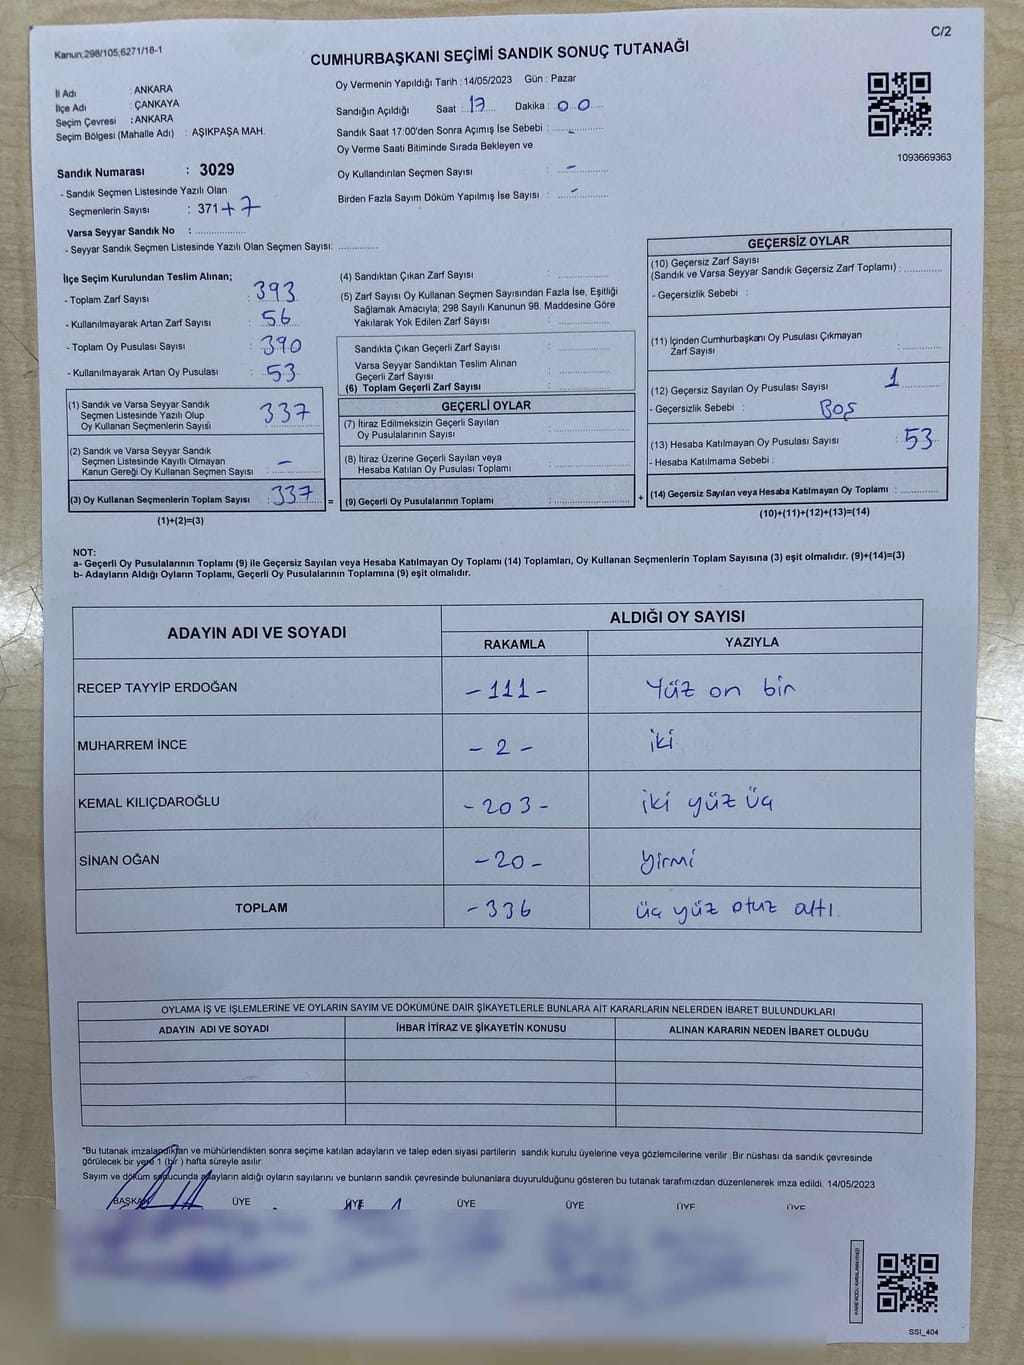 Kanun:298/105,6271/18-1
C/2
CUMHURBAŞKANI SEÇİMİ SANDIK SONUÇ TUTANAĞI
İl Adı : ANKARA
İlçe Adı : ÇANKAYA
Seçim Çevresi : ANKARA
Seçim Bölgesi (Mahalle Adı) : AŞIKPAŞA MAH.
Oy Vermenin Yapıldığı Tarih : 14/05/2023 Gün : Pazar
Sandığın Açıldığı Saat : 17 Dakika : 00
Sandık Saat 17:00'den Sonra Açımış İse Sebebi : -
Oy Verme Saati Bitiminde Sırada Bekleyen ve
Oy Kullandırılan Seçmen Sayısı : -
Birden Fazla Sayım Döküm Yapılmış İse Sayısı : -
1093669363
Sandık Numarası : 3029
- Sandık Seçmen Listesinde Yazılı Olan
Seçmenlerin Sayısı : 371 + 7
Varsa Seyyar Sandık No :
- Seyyar Sandık Seçmen Listesinde Yazılı Olan Seçmen Sayısı:
İlçe Seçim Kurulundan Teslim Alınan;
- Toplam Zarf Sayısı : 393
- Kullanılmayarak Artan Zarf Sayısı : 56
- Toplam Oy Pusulası Sayısı : 390
- Kullanılmayarak Artan Oy Pusulası : 53
(1) Sandık ve Varsa Seyyar Sandık
Seçmen Listesinde Yazılı Olup
Oy Kullanan Seçmenlerin Sayısı : 337
(2) Sandık ve Varsa Seyyar Sandık
Seçmen Listesinde Kayıtlı Olmayan
Kanun Gereği Oy Kullanan Seçmen Sayısı : -
(3) Oy Kullanan Seçmenlerin Toplam Sayısı : 337
(1)+(2)=(3)
(4) Sandıktan Çıkan Zarf Sayısı :
(5) Zarf Sayısı Oy Kullanan Seçmen Sayısından Fazla İse, Eşitliği
Sağlamak Amacıyla, 298 Sayılı Kanunun 98. Maddesine Göre
Yakılarak Yok Edilen Zarf Sayısı :
Sandıkta Çıkan Geçerli Zarf Sayısı :
Varsa Seyyar Sandıktan Teslim Alınan
Geçerli Zarf Sayısı :
(6) Toplam Geçerli Zarf Sayısı :
GEÇERLİ OYLAR
(7) İtiraz Edilmeksizin Geçerli Sayılan
Oy Pusulalarının Sayısı :
(8) İtiraz Üzerine Geçerli Sayılan veya
Hesaba Katılan Oy Pusulası Toplamı :
= (9) Geçerli Oy Pusulalarının Toplamı :
GEÇERSİZ OYLAR
(10) Geçersiz Zarf Sayısı
(Sandık ve Varsa Seyyar Sandık Geçersiz Zarf Toplamı) :
- Geçersizlik Sebebi :
(11) İçinden Cumhurbaşkanı Oy Pusulası Çıkmayan
Zarf Sayısı :
(12) Geçersiz Sayılan Oy Pusulası Sayısı : 1
- Geçersizlik Sebebi : Boş
(13) Hesaba Katılmayan Oy Pusulası Sayısı : 53
- Hesaba Katılmama Sebebi :
+ (14) Geçersiz Sayılan veya Hesaba Katılmayan Oy Toplamı :
(10)+(11)+(12)+(13)=(14)
NOT:
a- Geçerli Oy Pusulalarının Toplamı (9) ile Geçersiz Sayılan veya Hesaba Katılmayan Oy Toplamı (14) Toplamları, Oy Kullanan Seçmenlerin Toplam Sayısına (3) eşit olmalıdır. (9)+(14)=(3)
b- Adayların Aldığı Oyların Toplamı, Geçerli Oy Pusulalarının Toplamına (9) eşit olmalıdır.
ADAYIN ADI VE SOYADI
ALDIĞI OY SAYISI
RAKAMLA YAZIYLA
RECEP TAYYİP ERDOĞAN - 111 - Yüz on bir
MUHARREM İNCE - 2 - iki
KEMAL KILIÇDAROĞLU - 203 - iki yüz üç
SİNAN OĞAN - 20 - yirmi
TOPLAM - 336 üç yüz otuz altı.
OYLAMA İŞ VE İŞLEMLERİNE VE OYLARIN SAYIM VE DÖKÜMÜNE DAİR ŞİKAYETLERLE BUNLARA AİT KARARLARIN NELERDEN İBARET BULUNDUKLARI
ADAYIN ADI VE SOYADI İHBAR İTİRAZ VE ŞİKAYETİN KONUSU ALINAN KARARIN NEDEN İBARET OLDUĞU
*Bu tutanak imzalandıktan ve mühürlendikten sonra seçime katılan adayların ve talep eden siyasi partilerin sandık kurulu üyelerine veya gözlemcilerine verilir .Bir nüshası da sandık çevresinde
görülecek bir yere 1 (bir ) hafta süreyle asılır.
Sayım ve döküm sonucunda adayların aldığı oyların sayılarını ve bunların sandık çevresinde bulunanlara duyurulduğunu gösteren bu tutanak tarafımızdan düzenlenerek imza edildi. 14/05/2023
BAŞKAN ÜYE ÜYE ÜYE ÜYE ÜYE ÜYE
SSI_404